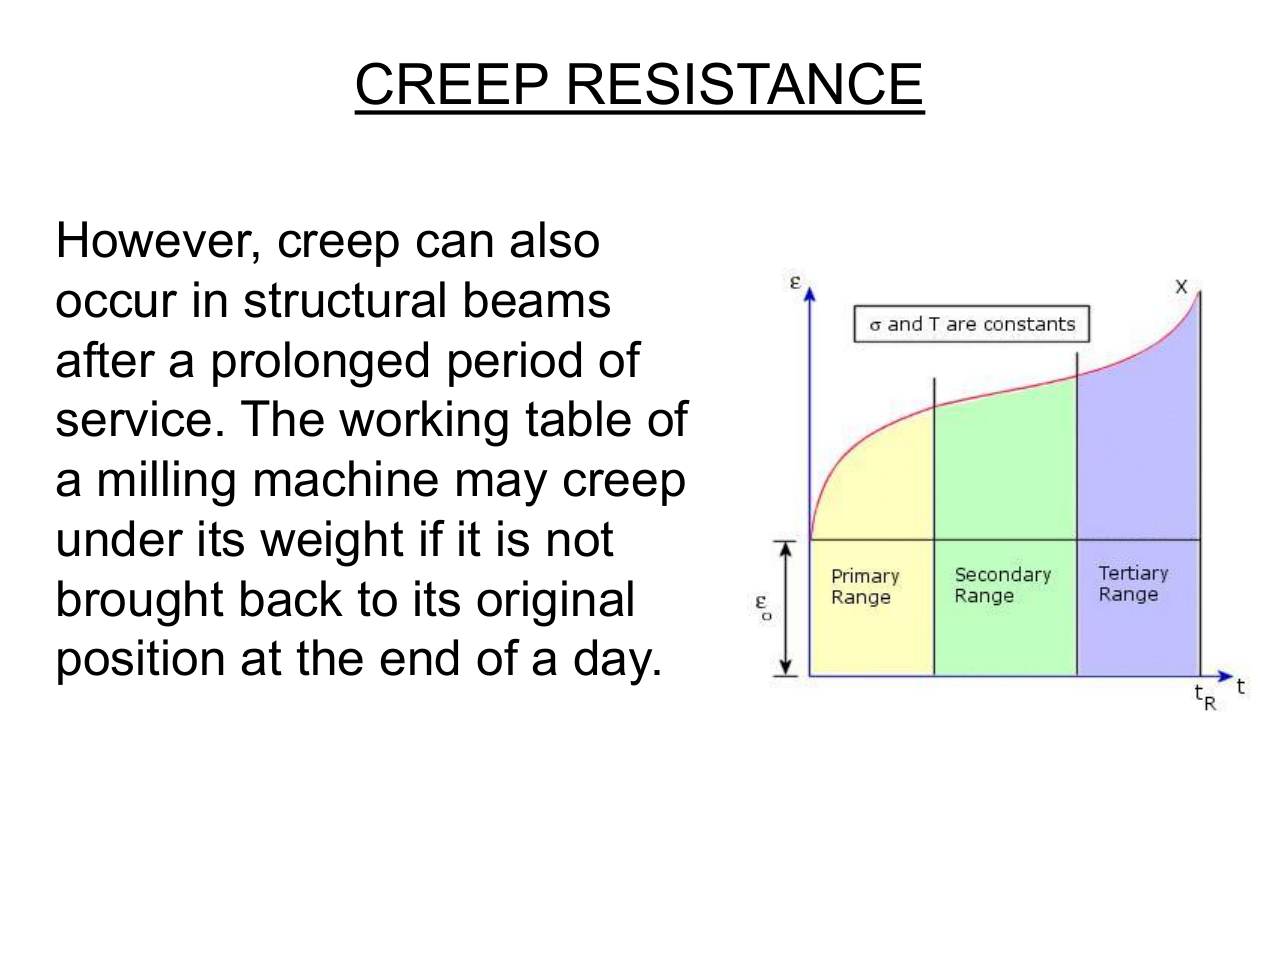 CREEP RESISTANCE
However, creep can also
occur in structural beams
after a prolonged period of
service. The working table of
a milling machine may creep
under its weight if it is not
brought back to its original
position at the end of a day.
ε
X
σ and T are constants
Primary
Range
Secondary
Range
Tertiary
Range
εo
t
tR